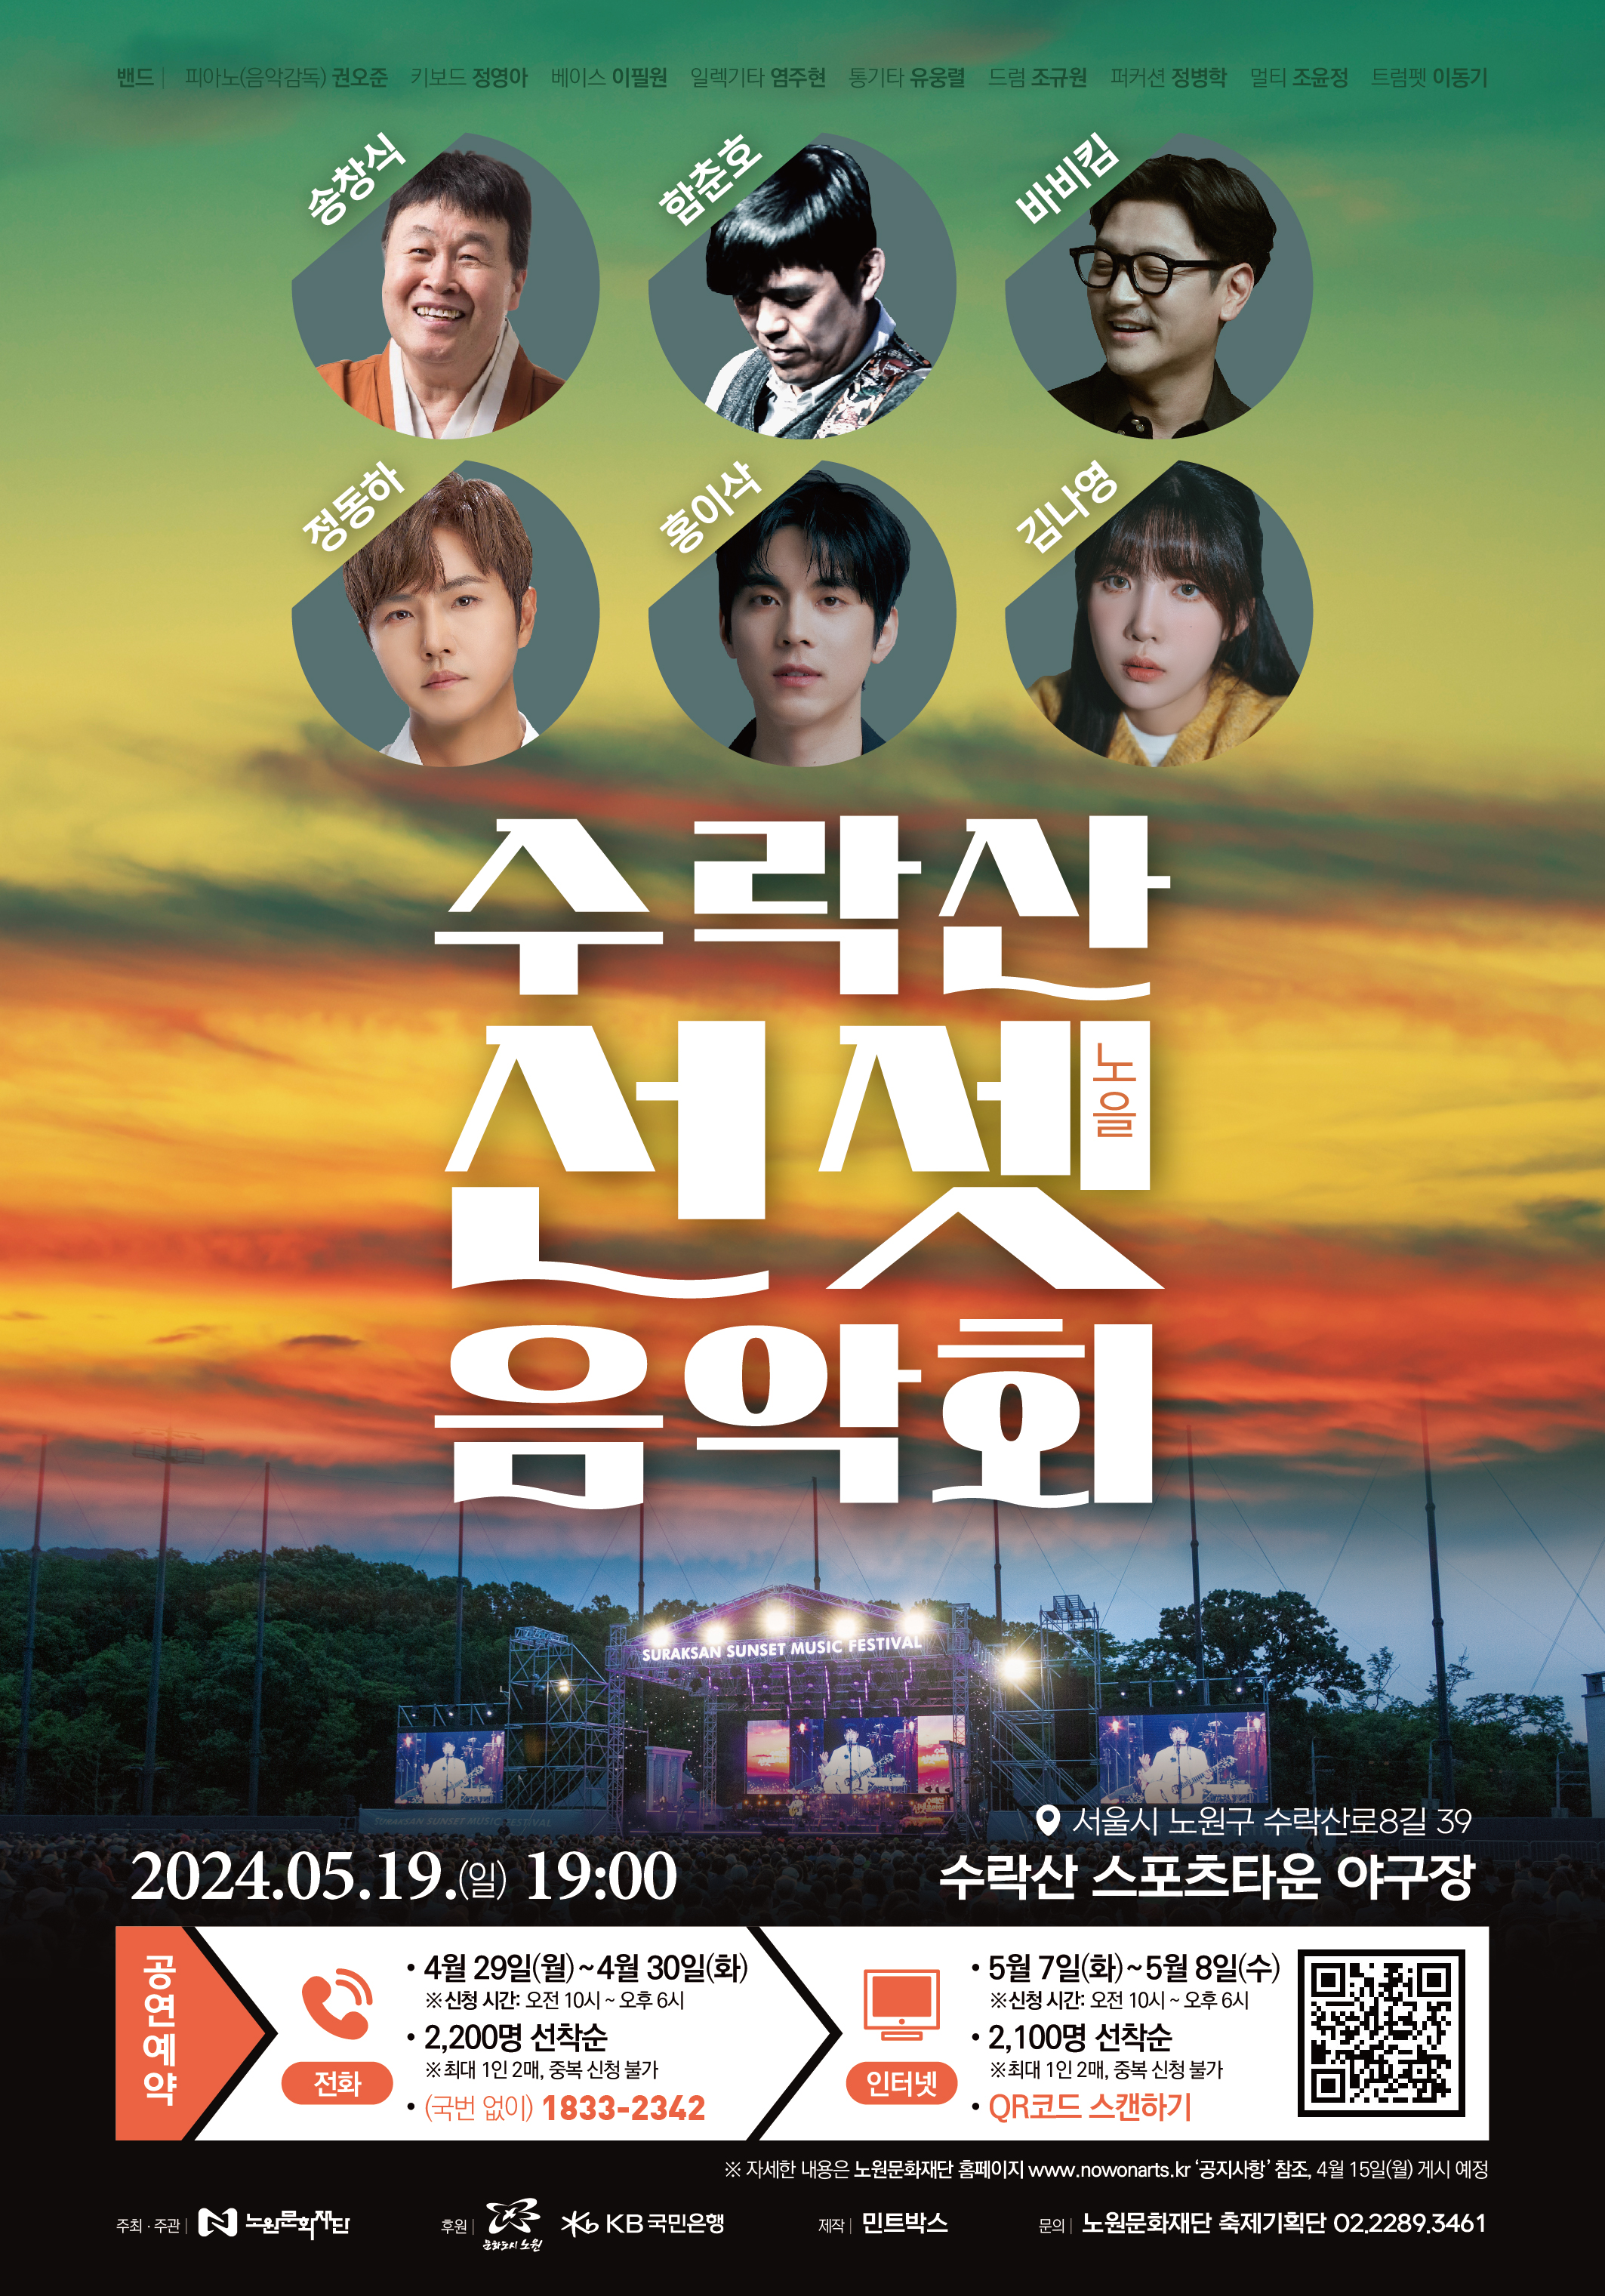 밴드 | 피아노(음악감독) 권오준 키보드 정영아 베이스 이필원 일렉기타 염주현 통기타 유웅렬 드럼 조규원 퍼커션 정병학 멀티 조윤정 트럼펫 이동기
송창식 함춘호 바비킴
정동하 홍이삭 김나영
수락산
선셋
노을
음악회
SURAKSAN SUNSET MUSIC FESTIVAL
SURAKSAN SUNSET MUSIC FESTIVAL
서울시 노원구 수락산로8길 39
2024.05.19.(일) 19:00
수락산 스포츠타운 야구장
공연예약
전화
• 4월 29일(월)~4월 30일(화)
※신청 시간: 오전 10시 ~ 오후 6시
• 2,200명 선착순
※최대 1인 2매, 중복 신청 불가
• (국번 없이) 1833-2342
인터넷
• 5월 7일(화)~5월 8일(수)
※신청 시간: 오전 10시 ~ 오후 6시
• 2,100명 선착순
※최대 1인 2매, 중복 신청 불가
• QR코드 스캔하기
※ 자세한 내용은 노원문화재단 홈페이지 www.nowonarts.kr ‘공지사항’ 참조, 4월 15일(월) 게시 예정
주최 · 주관 | 노원문화재단
후원 | 문화도시 노원 KB국민은행
제작 | 민트박스
문의 | 노원문화재단 축제기획단 02.2289.3461